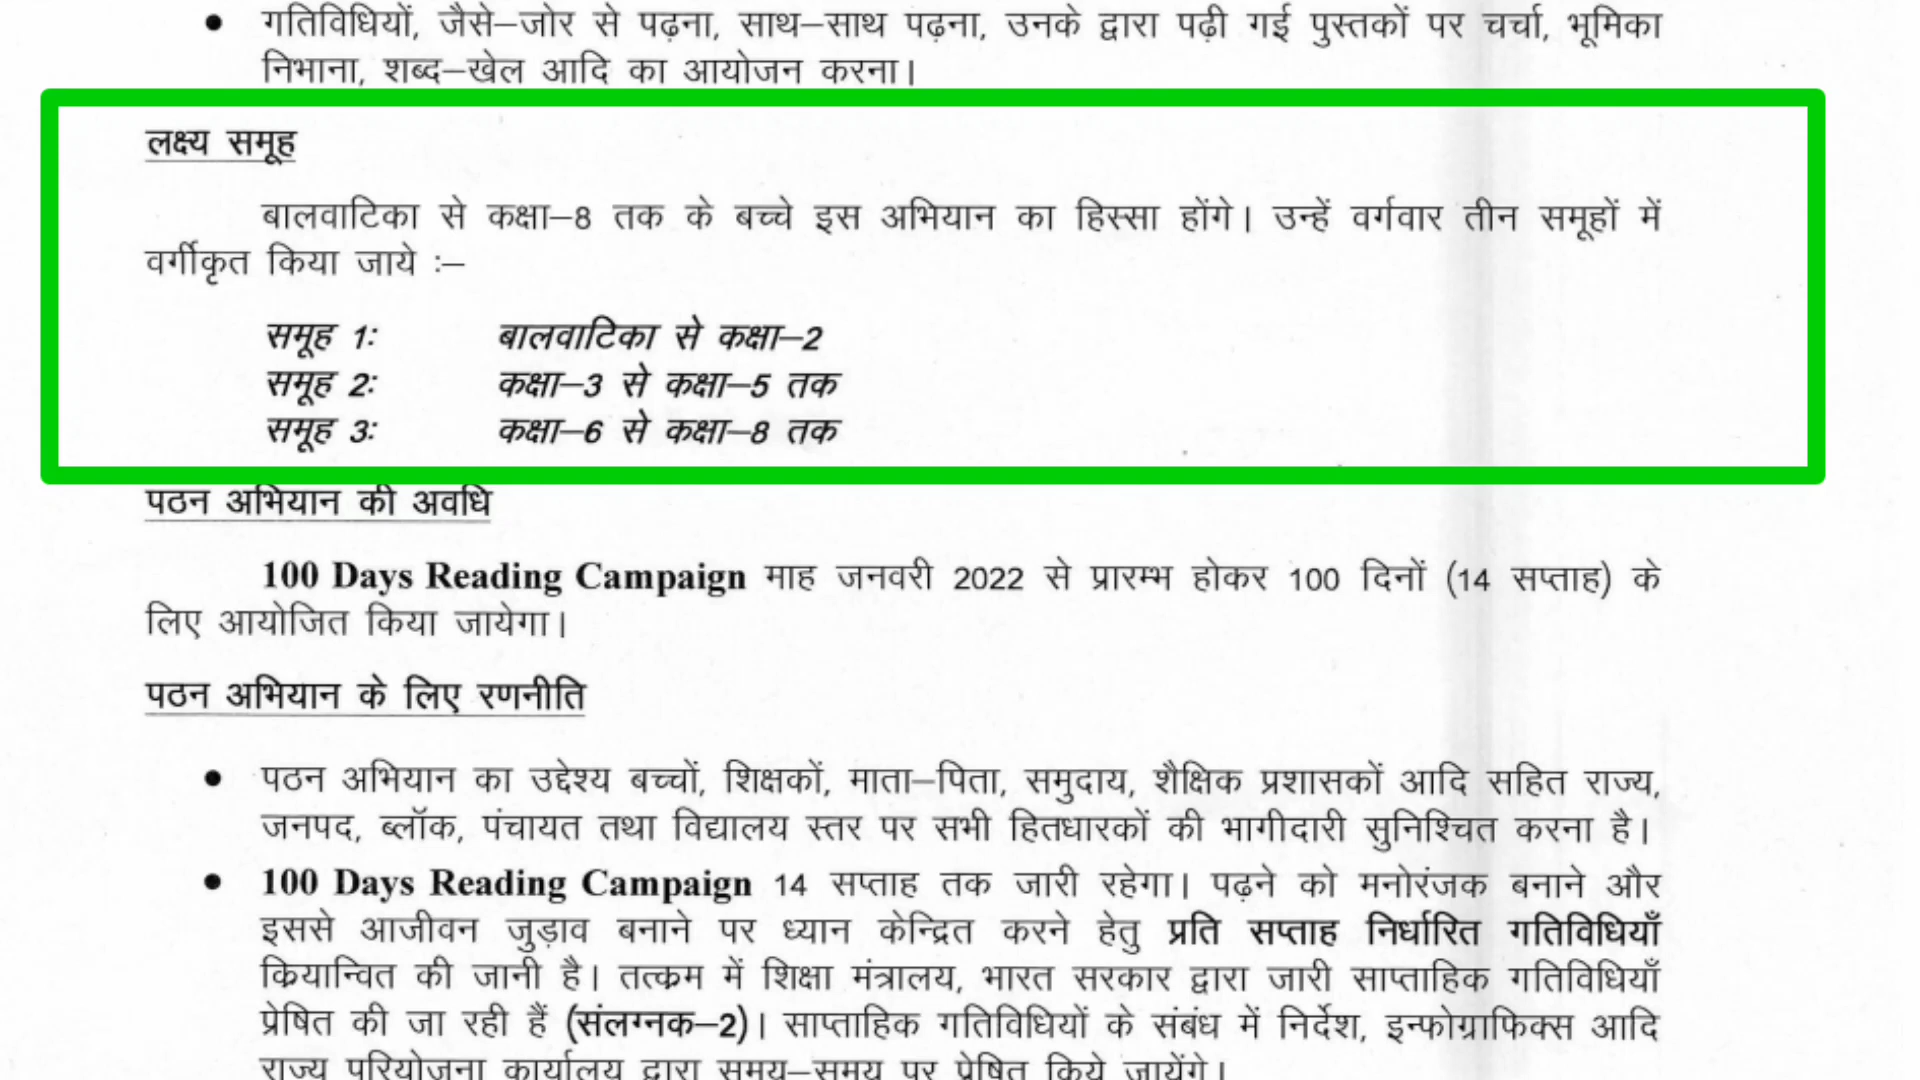 ● गतिविधियों, जैसे–जोर से पढ़ना, साथ–साथ पढ़ना, उनके द्वारा पढ़ी गई पुस्तकों पर चर्चा, भूमिका
निभाना, शब्द–खेल आदि का आयोजन करना।
लक्ष्य समूह
बालवाटिका से कक्षा–8 तक के बच्चे इस अभियान का हिस्सा होंगे। उन्हें वर्गवार तीन समूहों में
वर्गीकृत किया जाये :–
समूह 1: बालवाटिका से कक्षा–2
समूह 2: कक्षा–3 से कक्षा–5 तक
समूह 3: कक्षा–6 से कक्षा–8 तक
पठन अभियान की अवधि
100 Days Reading Campaign माह जनवरी 2022 से प्रारम्भ होकर 100 दिनों (14 सप्ताह) के
लिए आयोजित किया जायेगा।
पठन अभियान के लिए रणनीति
● पठन अभियान का उद्देश्य बच्चों, शिक्षकों, माता–पिता, समुदाय, शैक्षिक प्रशासकों आदि सहित राज्य,
जनपद, ब्लॉक, पंचायत तथा विद्यालय स्तर पर सभी हितधारकों की भागीदारी सुनिश्चित करना है।
● 100 Days Reading Campaign 14 सप्ताह तक जारी रहेगा। पढ़ने को मनोरंजक बनाने और
इससे आजीवन जुड़ाव बनाने पर ध्यान केन्द्रित करने हेतु प्रति सप्ताह निर्धारित गतिविधियाँ
क्रियान्वित की जानी है। तत्क्रम में शिक्षा मंत्रालय, भारत सरकार द्वारा जारी साप्ताहिक गतिविधियाँ
प्रेषित की जा रही हैं (संलग्नक–2)। साप्ताहिक गतिविधियों के संबंध में निर्देश, इन्फोग्राफिक्स आदि
राज्य परियोजना कार्यालय द्वारा समय–समय पर प्रेषित किये जायेंगे।